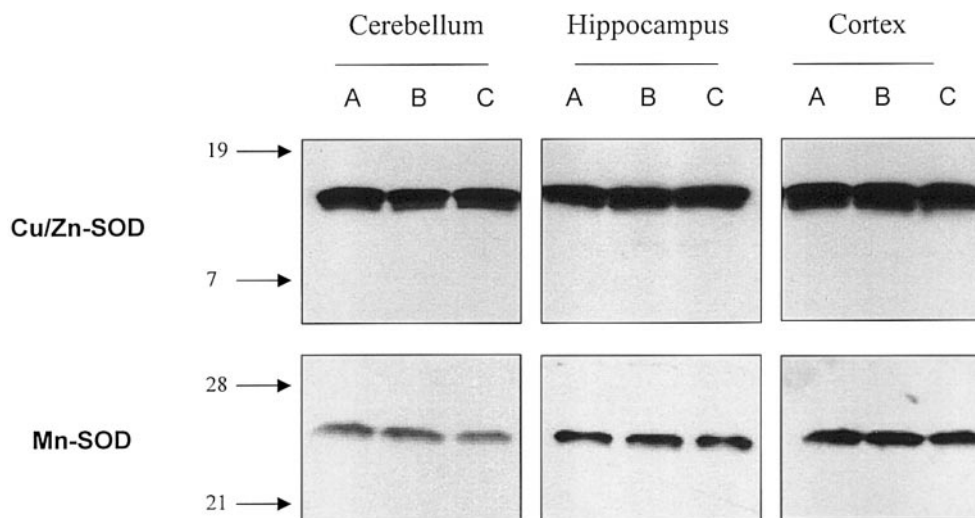 Cerebellum Hippocampus Cortex
A B C A B C A B C
19
Cu/Zn-SOD
7
28
Mn-SOD
21